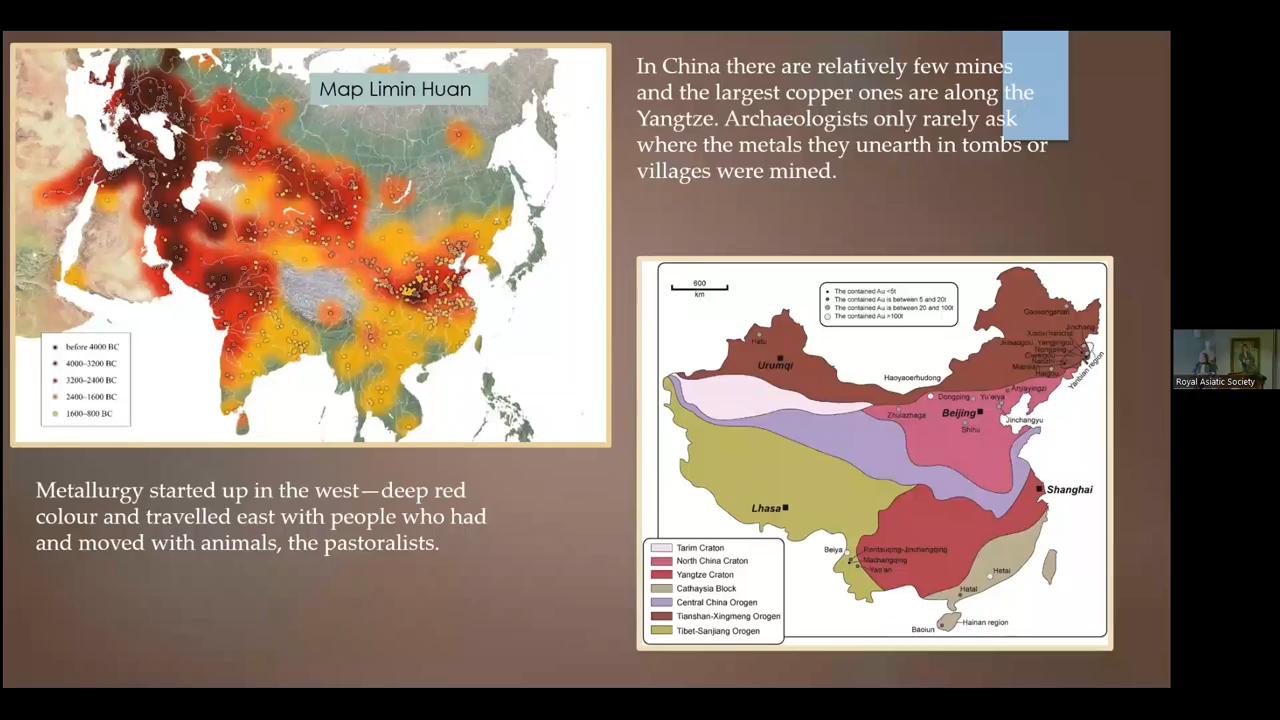 Map Limin Huan
before 4000 BC
4000~3200 BC
3200~2400 BC
2400~1600 BC
1600~800 BC
Metallurgy started up in the west—deep red
colour and travelled east with people who had
and moved with animals, the pastoralists.
In China there are relatively few mines
and the largest copper ones are along the
Yangtze. Archaeologists only rarely ask
where the metals they unearth in tombs or
villages were mined.
600
km
The contained Au <5t
The contained Au is between 5 and 20t
The contained Au is between 20 and 100t
The contained Au >100t
Hatu
Urumqi
Haoyaoerhudong
Zhulazhaga
Dongping
Yu'erya
Anjiayingzi
Beijing
Shihu
Jinchangyu
Yanbian region
Shanghai
Lhasa
Beiya
Machangqing
Yao'an
Hetai
Hatai
Hainan region
Baoiun
Tarim Craton
North China Craton
Yangtze Craton
Cathaysia Block
Central China Orogen
Tianshan-Xingmeng Orogen
Tibet-Sanjiang Orogen
Royal Asiatic Society